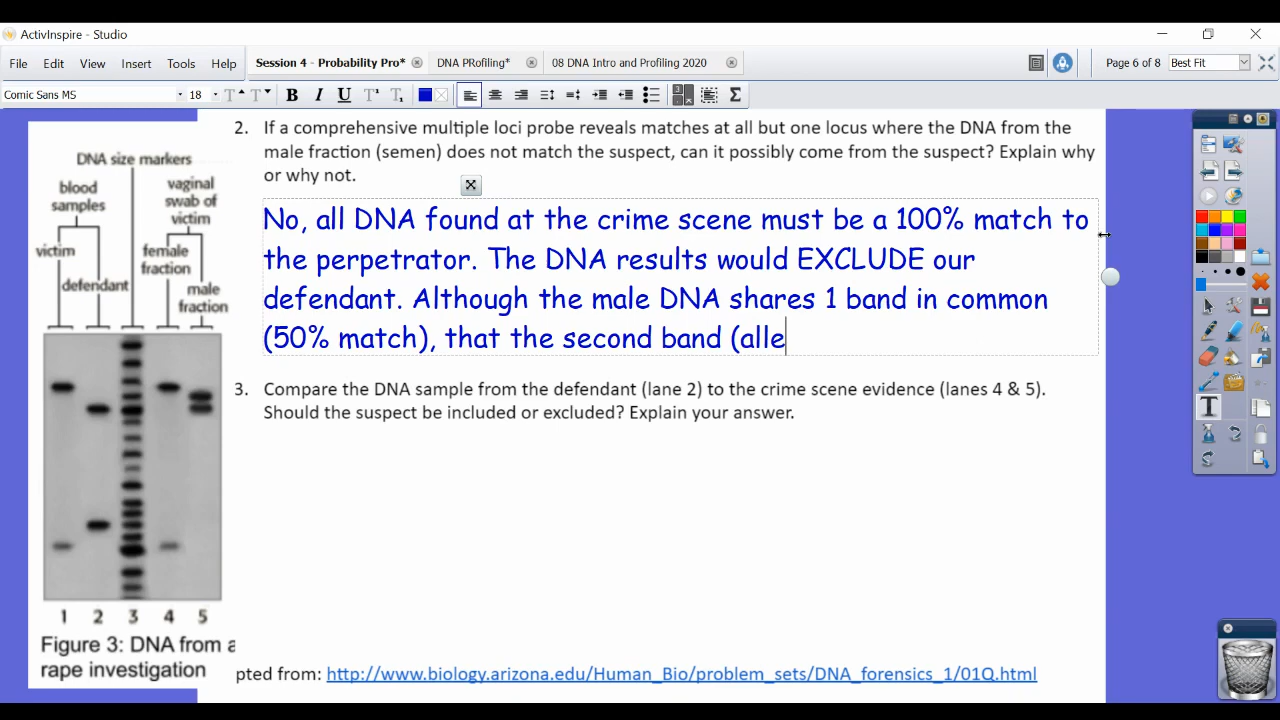 ActivInspire - Studio
File Edit View Insert Tools Help
Session 4 - Probability Pro* DNA PRofiling* 08 DNA Intro and Profiling 2020
Page 6 of 8 Best Fit
Comic Sans MS 18 B I U
2. If a comprehensive multiple loci probe reveals matches at all but one locus where the DNA from the
male fraction (semen) does not match the suspect, can it possibly come from the suspect? Explain why
or why not.
No, all DNA found at the crime scene must be a 100% match to
the perpetrator. The DNA results would EXCLUDE our
defendant. Although the male DNA shares 1 band in common
(50% match), that the second band (alle
3. Compare the DNA sample from the defendant (lane 2) to the crime scene evidence (lanes 4 & 5).
Should the suspect be included or excluded? Explain your answer.
DNA size markers
blood
samples
vaginal
swab of
victim
victim
defendant
female
fraction
male
fraction
1 2 3 4 5
Figure 3: DNA from a
rape investigation
pted from: http://www.biology.arizona.edu/Human_Bio/problem_sets/DNA_forensics_1/01Q.html